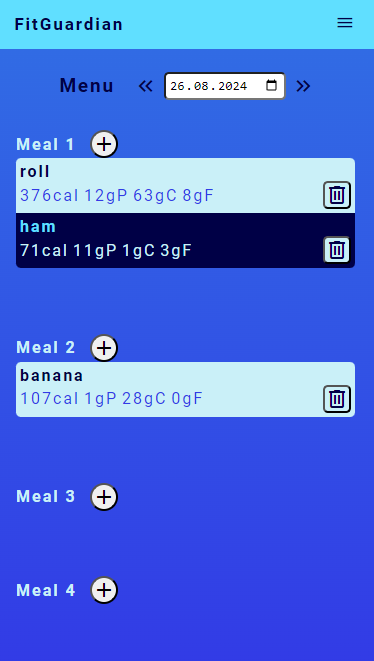 FitGuardian
Menu 26.08.2024
Meal 1
roll
376cal 12gP 63gC 8gF
ham
71cal 11gP 1gC 3gF
Meal 2
banana
107cal 1gP 28gC 0gF
Meal 3
Meal 4